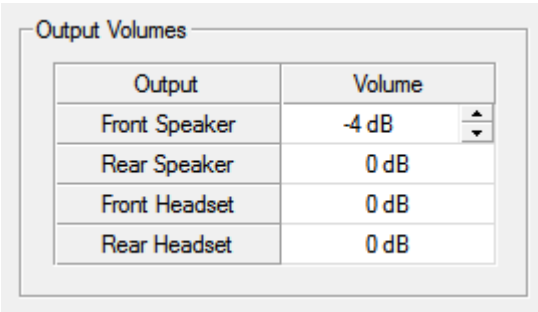 Output Volumes
Output Volume
Front Speaker -4 dB
Rear Speaker 0 dB
Front Headset 0 dB
Rear Headset 0 dB